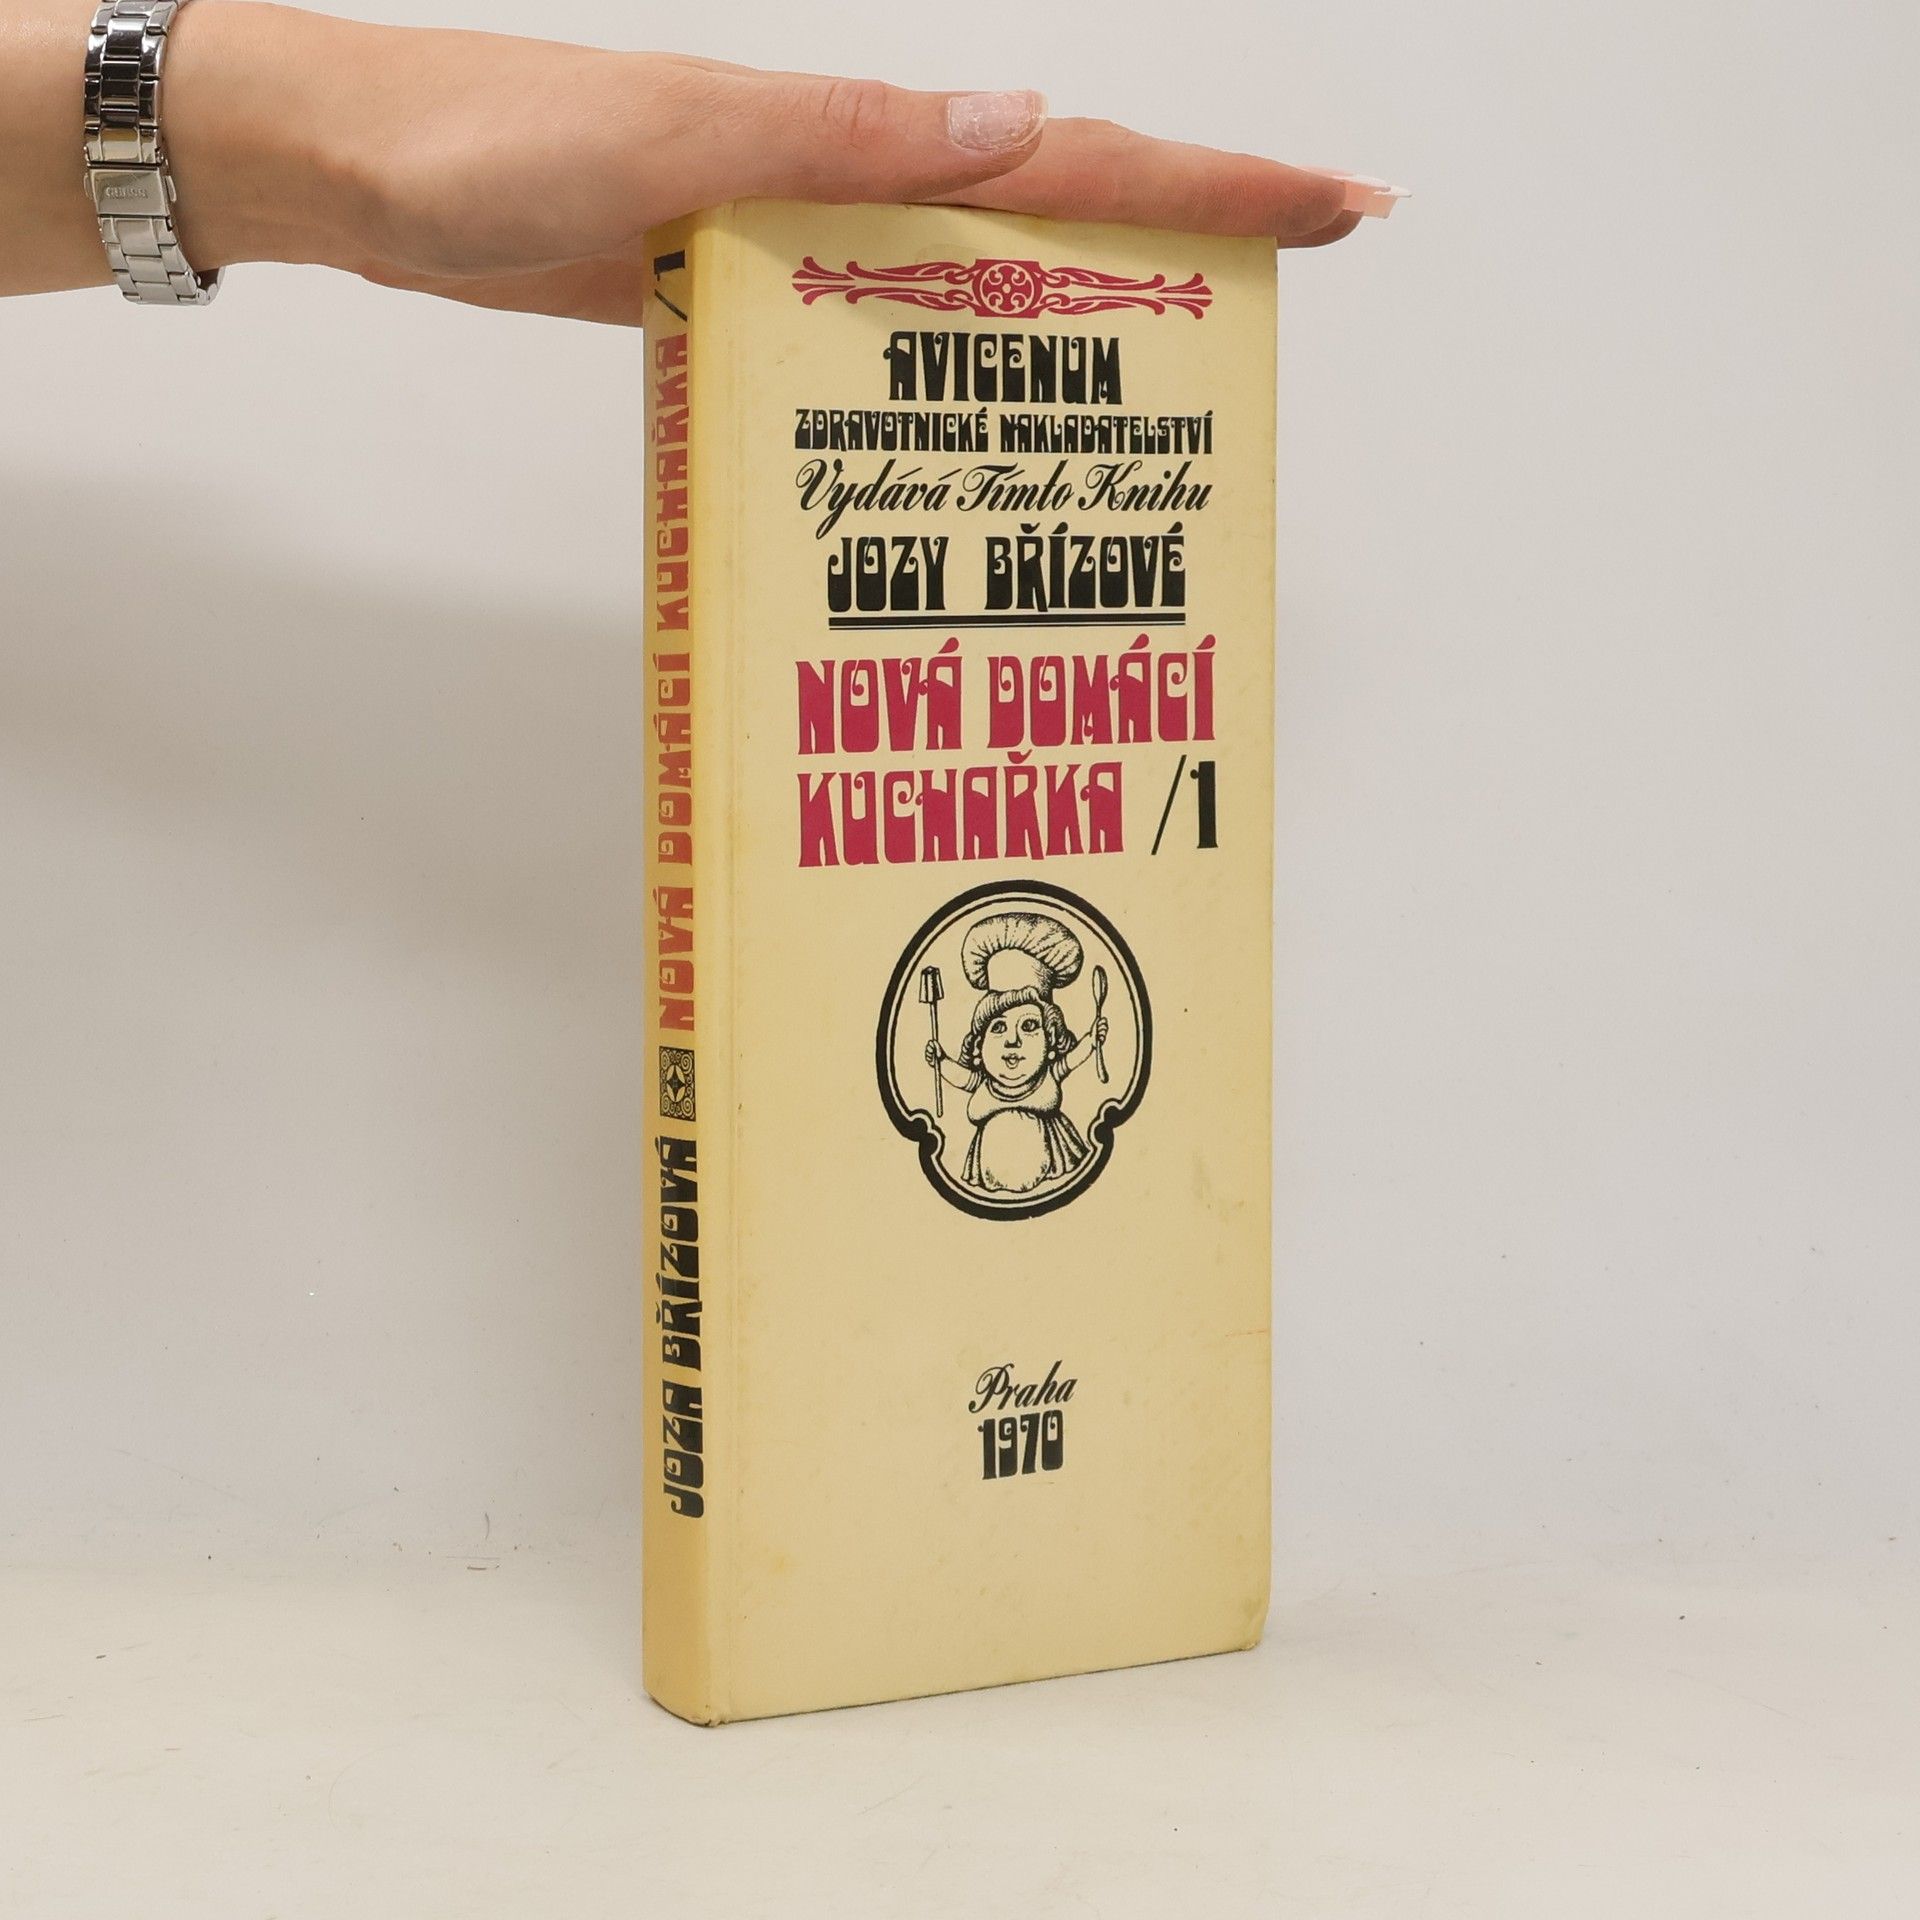 AVICENUM
ZDRAVOTNICKÉ NAKLADATELSTVÍ
Vydává Tímto Knihu
JOZY BŘÍZOVÉ
NOVÁ DOMÁCÍ
KUCHAŘKA /1
Praha
1970
JOZA BŘÍZOVÁ NOVÁ DOMÁCÍ KUCHAŘKA /1